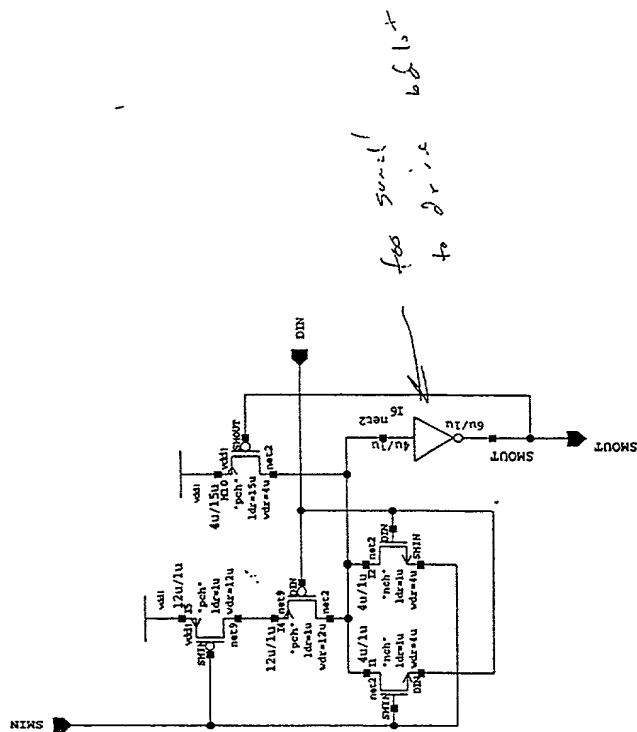 too small
to drive
DIN
SMIN
vdd!
12u/1u
I5
vdd!
"pch"
ldr=1u
wdr=12u
SMIN
net9
12u/1u
net9
I4
DIN
"pch"
ldr=1u
wdr=12u
net2
vdd!
4u/15u
M10
vdd!
SMOUT
"pch"
ldr=15u
wdr=4u
net2
4u/1u
net2
I1
"nch"
ldr=1u
wdr=4u
SMIN
DIN
4u/1u
net2
I2
DIN
"nch"
ldr=1u
wdr=4u
SMIN
I6
net2
4u/1u
6u/1u
SMOUT
SMOUT